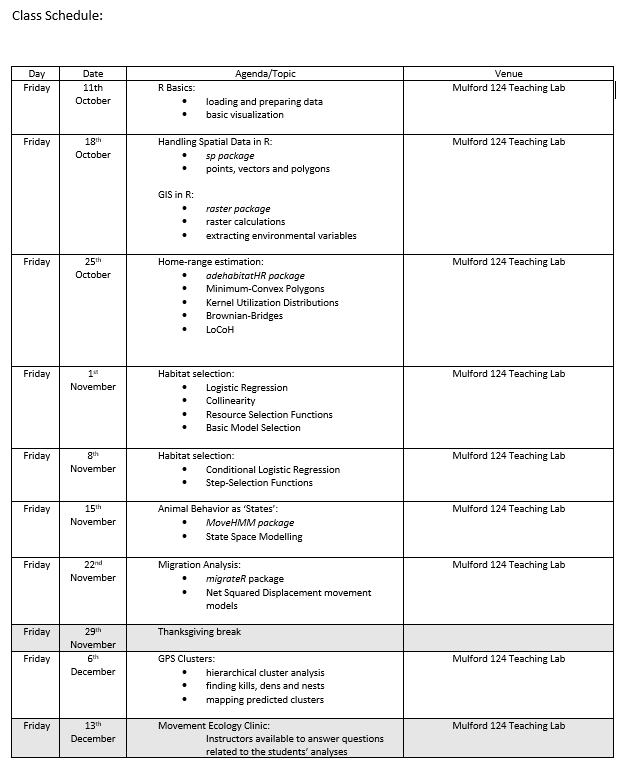 Class Schedule:
Day Date Agenda/Topic Venue
Friday 11th R Basics: Mulford 124 Teaching Lab
October • loading and preparing data
• basic visualization
Friday 18th Handling Spatial Data in R: Mulford 124 Teaching Lab
October • sp package
• points, vectors and polygons
GIS in R:
• raster package
• raster calculations
• extracting environmental variables
Friday 25th Home-range estimation: Mulford 124 Teaching Lab
October • adehabitatHR package
• Minimum-Convex Polygons
• Kernel Utilization Distributions
• Brownian-Bridges
• LoCoH
Friday 1st Habitat selection: Mulford 124 Teaching Lab
November • Logistic Regression
• Collinearity
• Resource Selection Functions
• Basic Model Selection
Friday 8th Habitat selection: Mulford 124 Teaching Lab
November • Conditional Logistic Regression
• Step-Selection Functions
Friday 15th Animal Behavior as ‘States’: Mulford 124 Teaching Lab
November • MoveHMM package
• State Space Modelling
Friday 22nd Migration Analysis: Mulford 124 Teaching Lab
November • migrateR package
• Net Squared Displacement movement
models
Friday 29th Thanksgiving break
November
Friday 6th GPS Clusters: Mulford 124 Teaching Lab
December • hierarchical cluster analysis
• finding kills, dens and nests
• mapping predicted clusters
Friday 13th Movement Ecology Clinic: Mulford 124 Teaching Lab
December Instructors available to answer questions
related to the students’ analyses